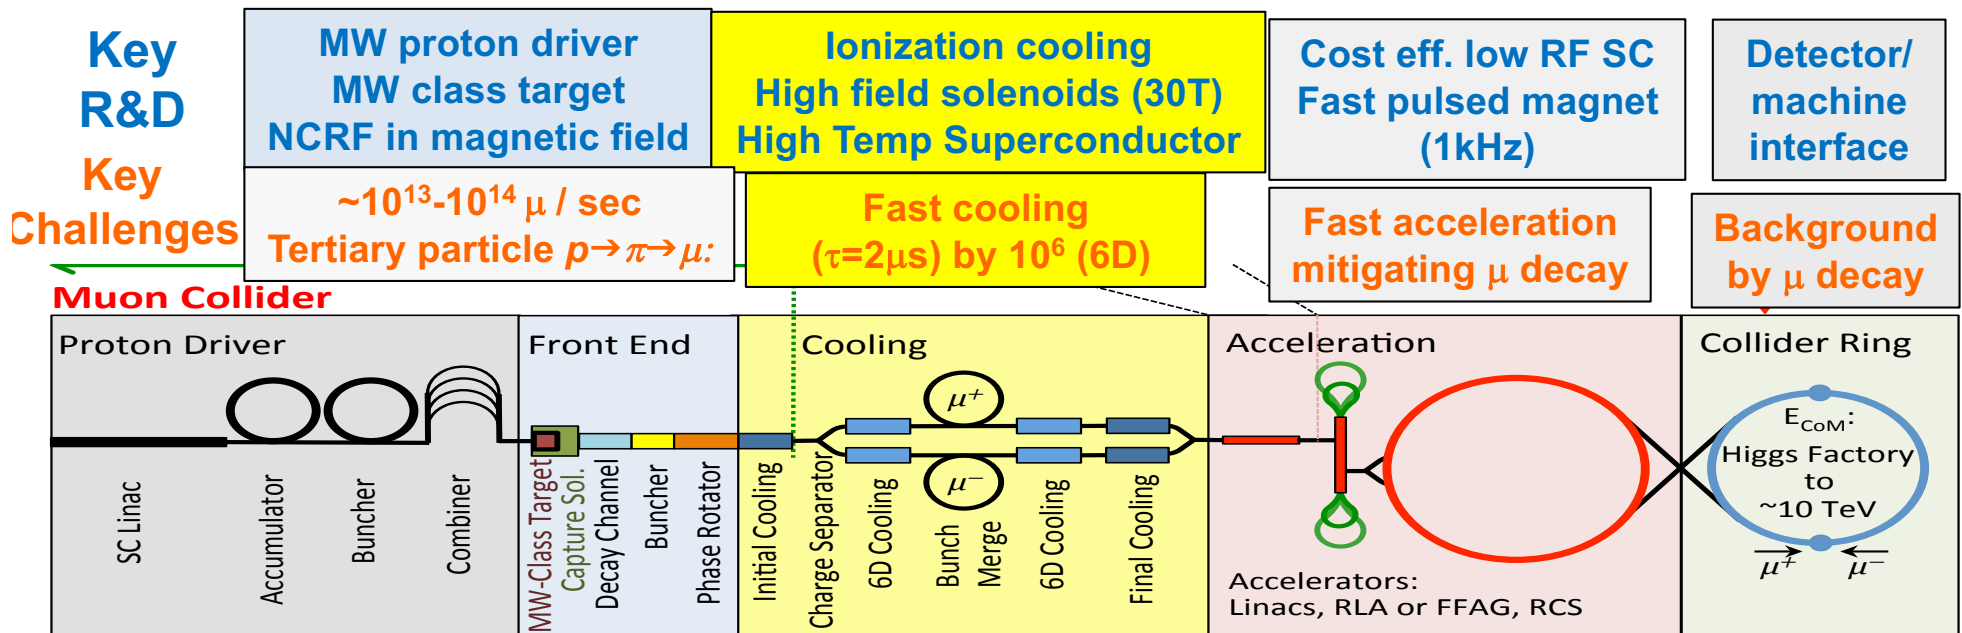 Key
R&D
MW proton driver
MW class target
NCRF in magnetic field
Ionization cooling
High field solenoids (30T)
High Temp Superconductor
Cost eff. low RF SC
Fast pulsed magnet
(1kHz)
Detector/
machine
interface
Key
Challenges
~10¹³-10¹⁴ μ / sec
Tertiary particle p→π→μ:
Fast cooling
(τ=2μs) by 10⁶ (6D)
Fast acceleration
mitigating μ decay
Background
by μ decay
Muon Collider
Proton Driver
SC Linac
Accumulator
Buncher
Combiner
Front End
MW-Class Target
Capture Sol.
Decay Channel
Buncher
Phase Rotator
Cooling
μ⁺
μ⁻
Initial Cooling
Charge Separator
6D Cooling
Bunch
Merge
6D Cooling
Final Cooling
Acceleration
Accelerators:
Linacs, RLA or FFAG, RCS
Collider Ring
E_CoM:
Higgs Factory
to
~10 TeV
μ⁺ μ⁻